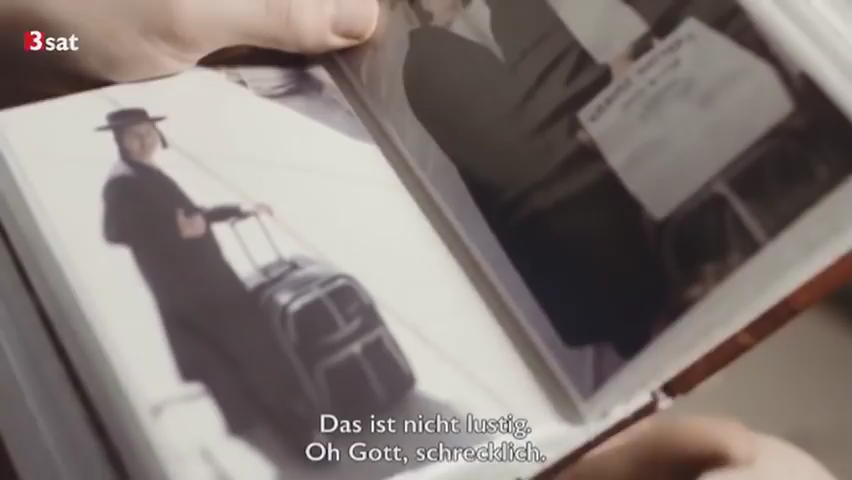 3sat
Das ist nicht lustig.
Oh Gott, schrecklich.